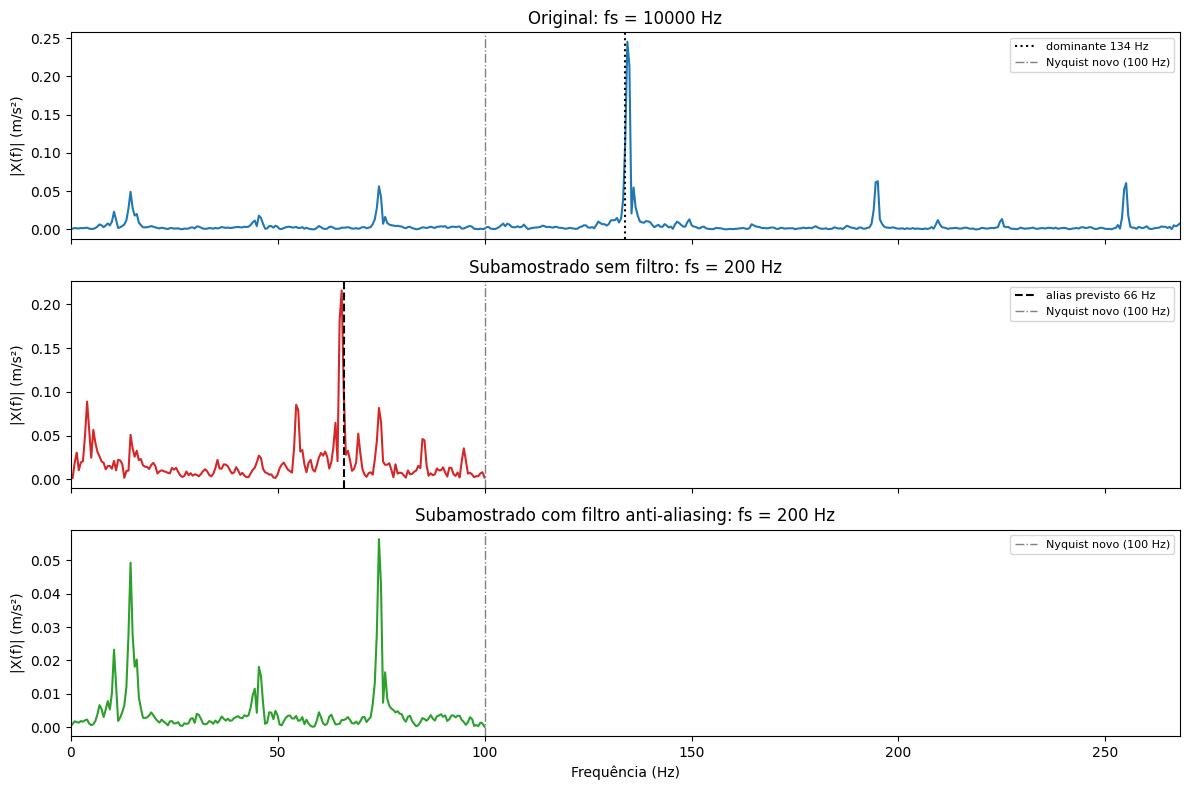 Original: fs = 10000 Hz
0.25
0.20
0.15
0.10
0.05
0.00
|X(f)| (m/s²)
dominante 134 Hz
Nyquist novo (100 Hz)
Subamostrado sem filtro: fs = 200 Hz
0.20
0.15
0.10
0.05
0.00
|X(f)| (m/s²)
alias previsto 66 Hz
Nyquist novo (100 Hz)
Subamostrado com filtro anti-aliasing: fs = 200 Hz
0.05
0.04
0.03
0.02
0.01
0.00
|X(f)| (m/s²)
Nyquist novo (100 Hz)
0 50 100 150 200 250
Frequência (Hz)